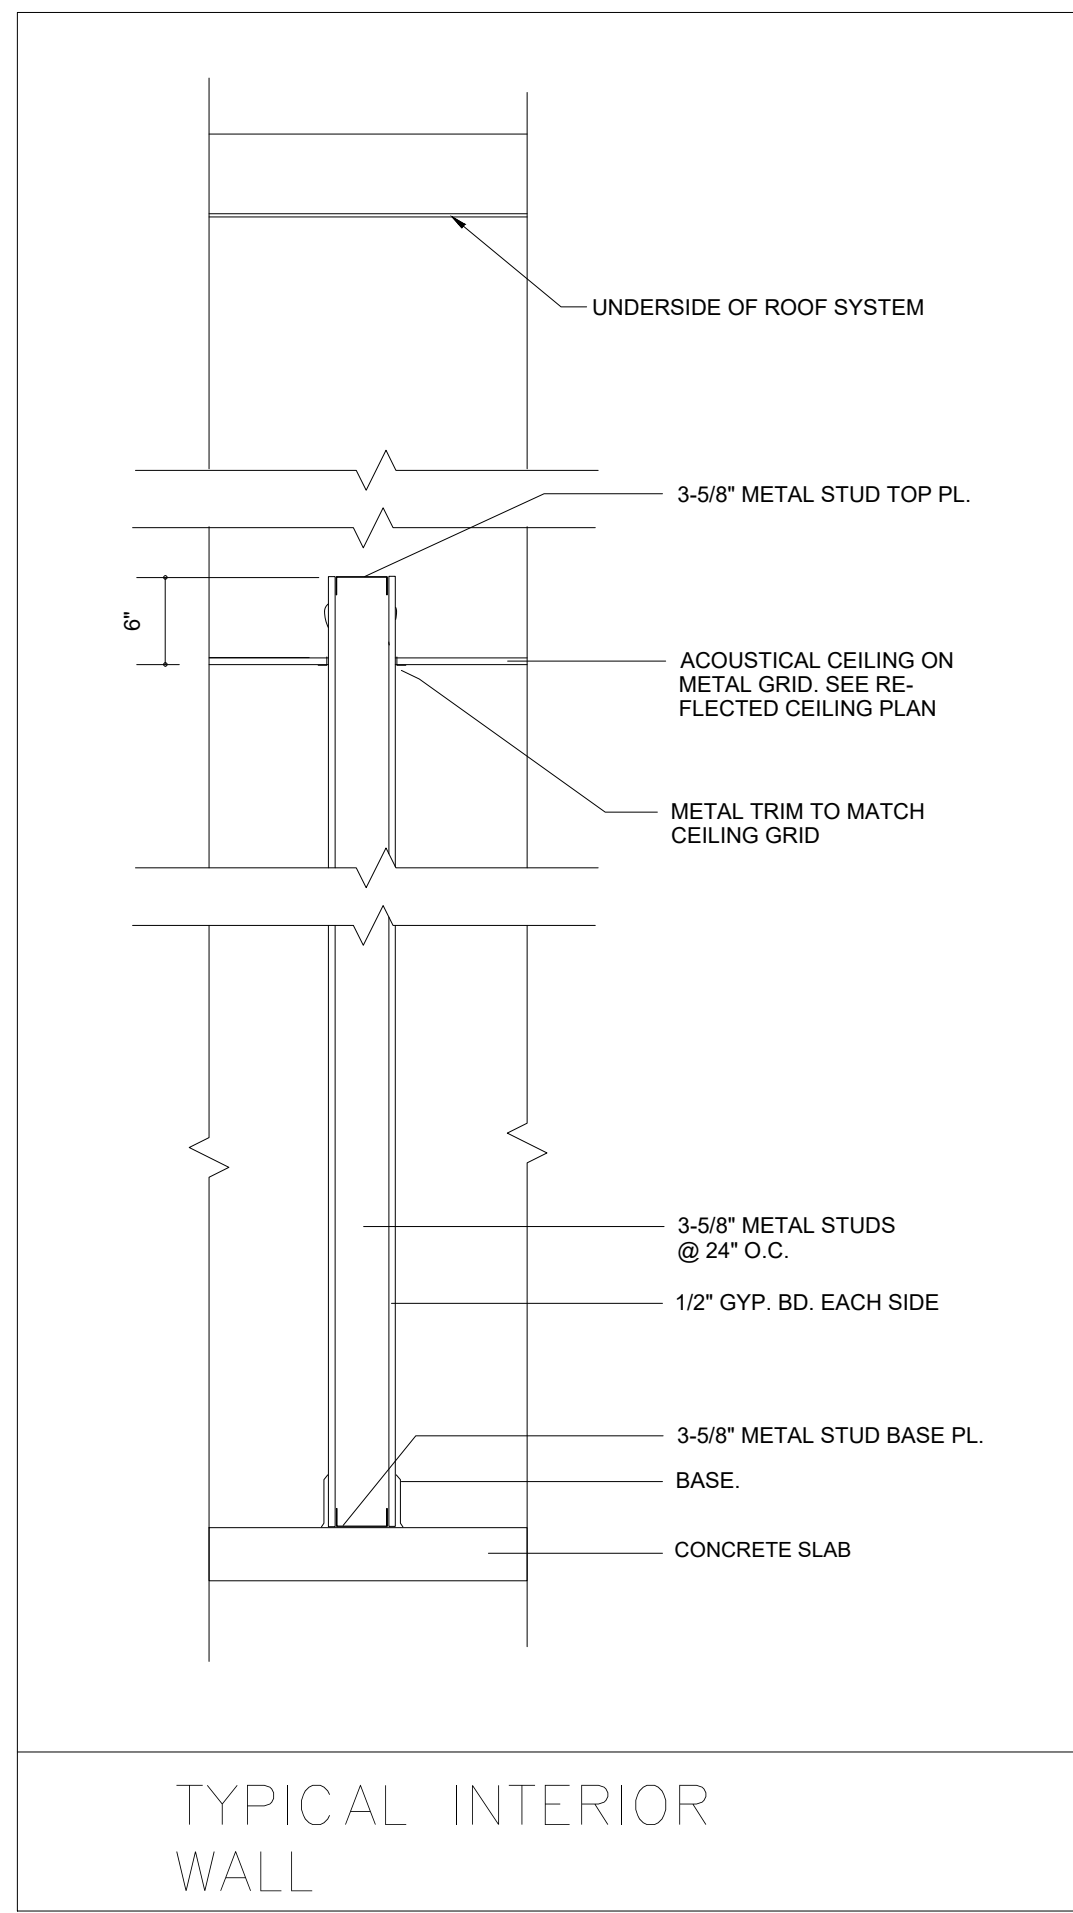 UNDERSIDE OF ROOF SYSTEM
3-5/8" METAL STUD TOP PL.
6"
ACOUSTICAL CEILING ON
METAL GRID. SEE RE-
FLECTED CEILING PLAN
METAL TRIM TO MATCH
CEILING GRID
3-5/8" METAL STUDS
@ 24" O.C.
1/2" GYP. BD. EACH SIDE
3-5/8" METAL STUD BASE PL.
BASE.
CONCRETE SLAB
TYPICAL INTERIOR
WALL